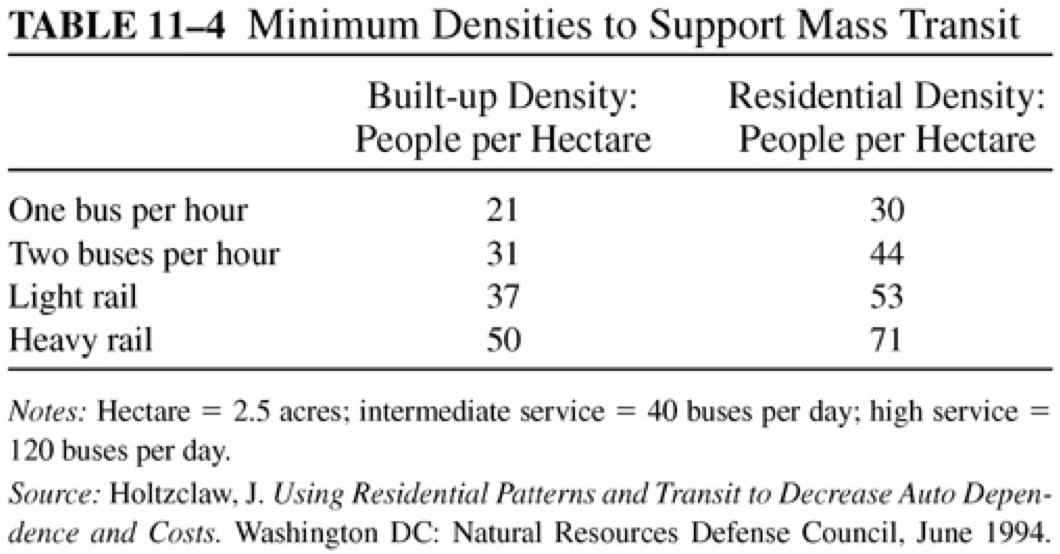 TABLE 11–4 Minimum Densities to Support Mass Transit
Built-up Density: Residential Density:
People per Hectare People per Hectare
One bus per hour 21 30
Two buses per hour 31 44
Light rail 37 53
Heavy rail 50 71
Notes: Hectare = 2.5 acres; intermediate service = 40 buses per day; high service =
120 buses per day.
Source: Holtzclaw, J. Using Residential Patterns and Transit to Decrease Auto Depen-
dence and Costs. Washington DC: Natural Resources Defense Council, June 1994.